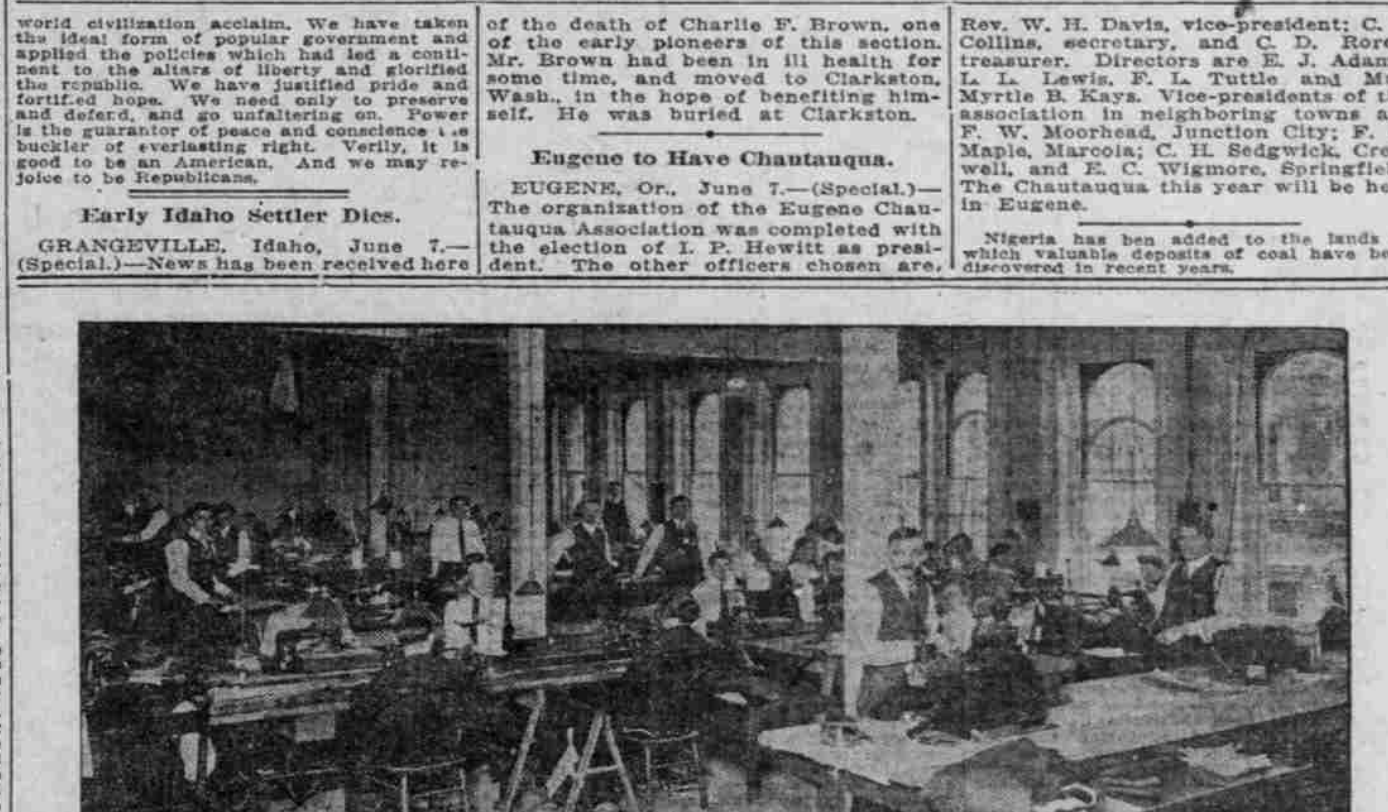 world civilization acclaim. We have taken
the ideal form of popular government and
applied the policies which had led a conti-
nent to the altars of liberty and glorified
the republic. We have justified pride and
fortified hope. We need only to preserve
and defend, and go unfaltering on. Power
is the guarantor of peace and conscience the
buckler of everlasting right. Verily, it is
good to be an American. And we may re-
joice to be Republicans.
Early Idaho Settler Dies.
GRANGEVILLE, Idaho, June 7.—
(Special.)—News has been received here
of the death of Charlie F. Brown, one
of the early pioneers of this section.
Mr. Brown had been in ill health for
some time, and moved to Clarkston,
Wash., in the hope of benefiting him-
self. He was buried at Clarkston.
Eugene to Have Chautauqua.
EUGENE, Or., June 7.—(Special.)—
The organization of the Eugene Chau-
tauqua Association was completed with
the election of I. P. Hewitt as presi-
dent. The other officers chosen are,
Rev. W. H. Davis, vice-president; C.
Collins, secretary, and C. D. Rore
treasurer. Directors are E. J. Adam
L. L. Lewis, F. L. Tuttle and M
Myrtle B. Kays. Vice-presidents of t
association in neighboring towns a
F. W. Moorhead, Junction City; F.
Maple, Marcola; C. H. Sedgwick, Cre
well, and E. C. Wigmore, Springfiel
The Chautauqua this year will be he
in Eugene.
Nigeria has ben added to the lands
which valuable deposits of coal have be
discovered in recent years.